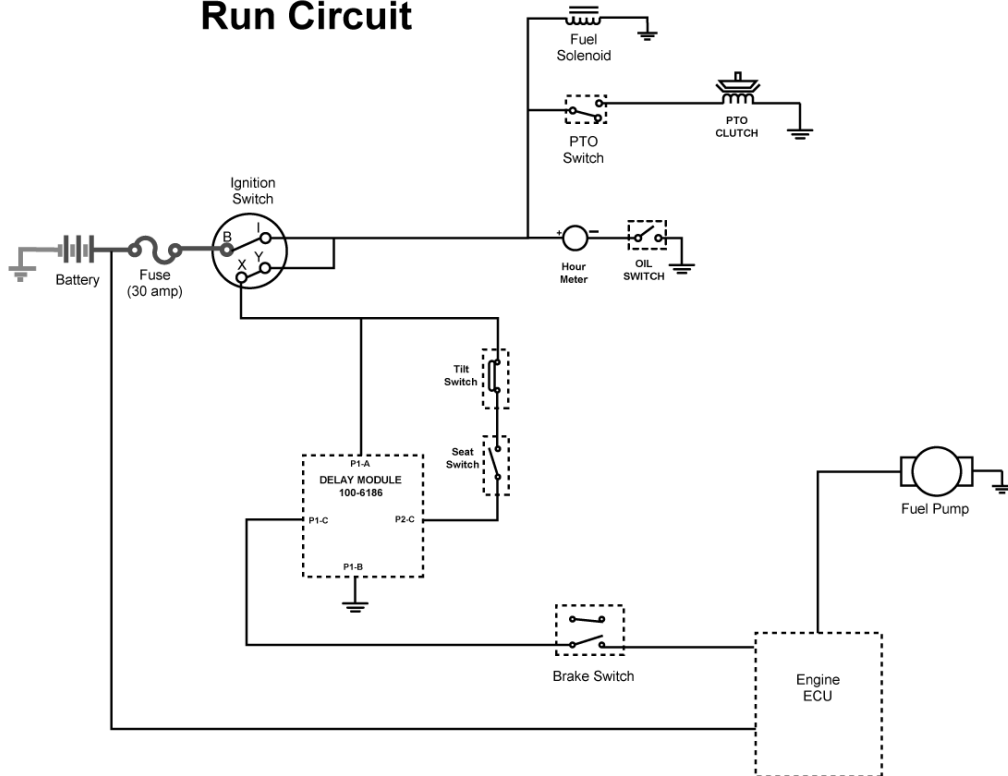 Run Circuit
Fuel
Solenoid
PTO
CLUTCH
PTO
Switch
Ignition
Switch
B
I
Y
X
Battery
Fuse
(30 amp)
+
−
Hour
Meter
OIL
SWITCH
Tilt
Switch
Seat
Switch
P1-A
DELAY MODULE
100-6186
P1-C
P2-C
P1-B
Fuel Pump
Brake Switch
Engine
ECU